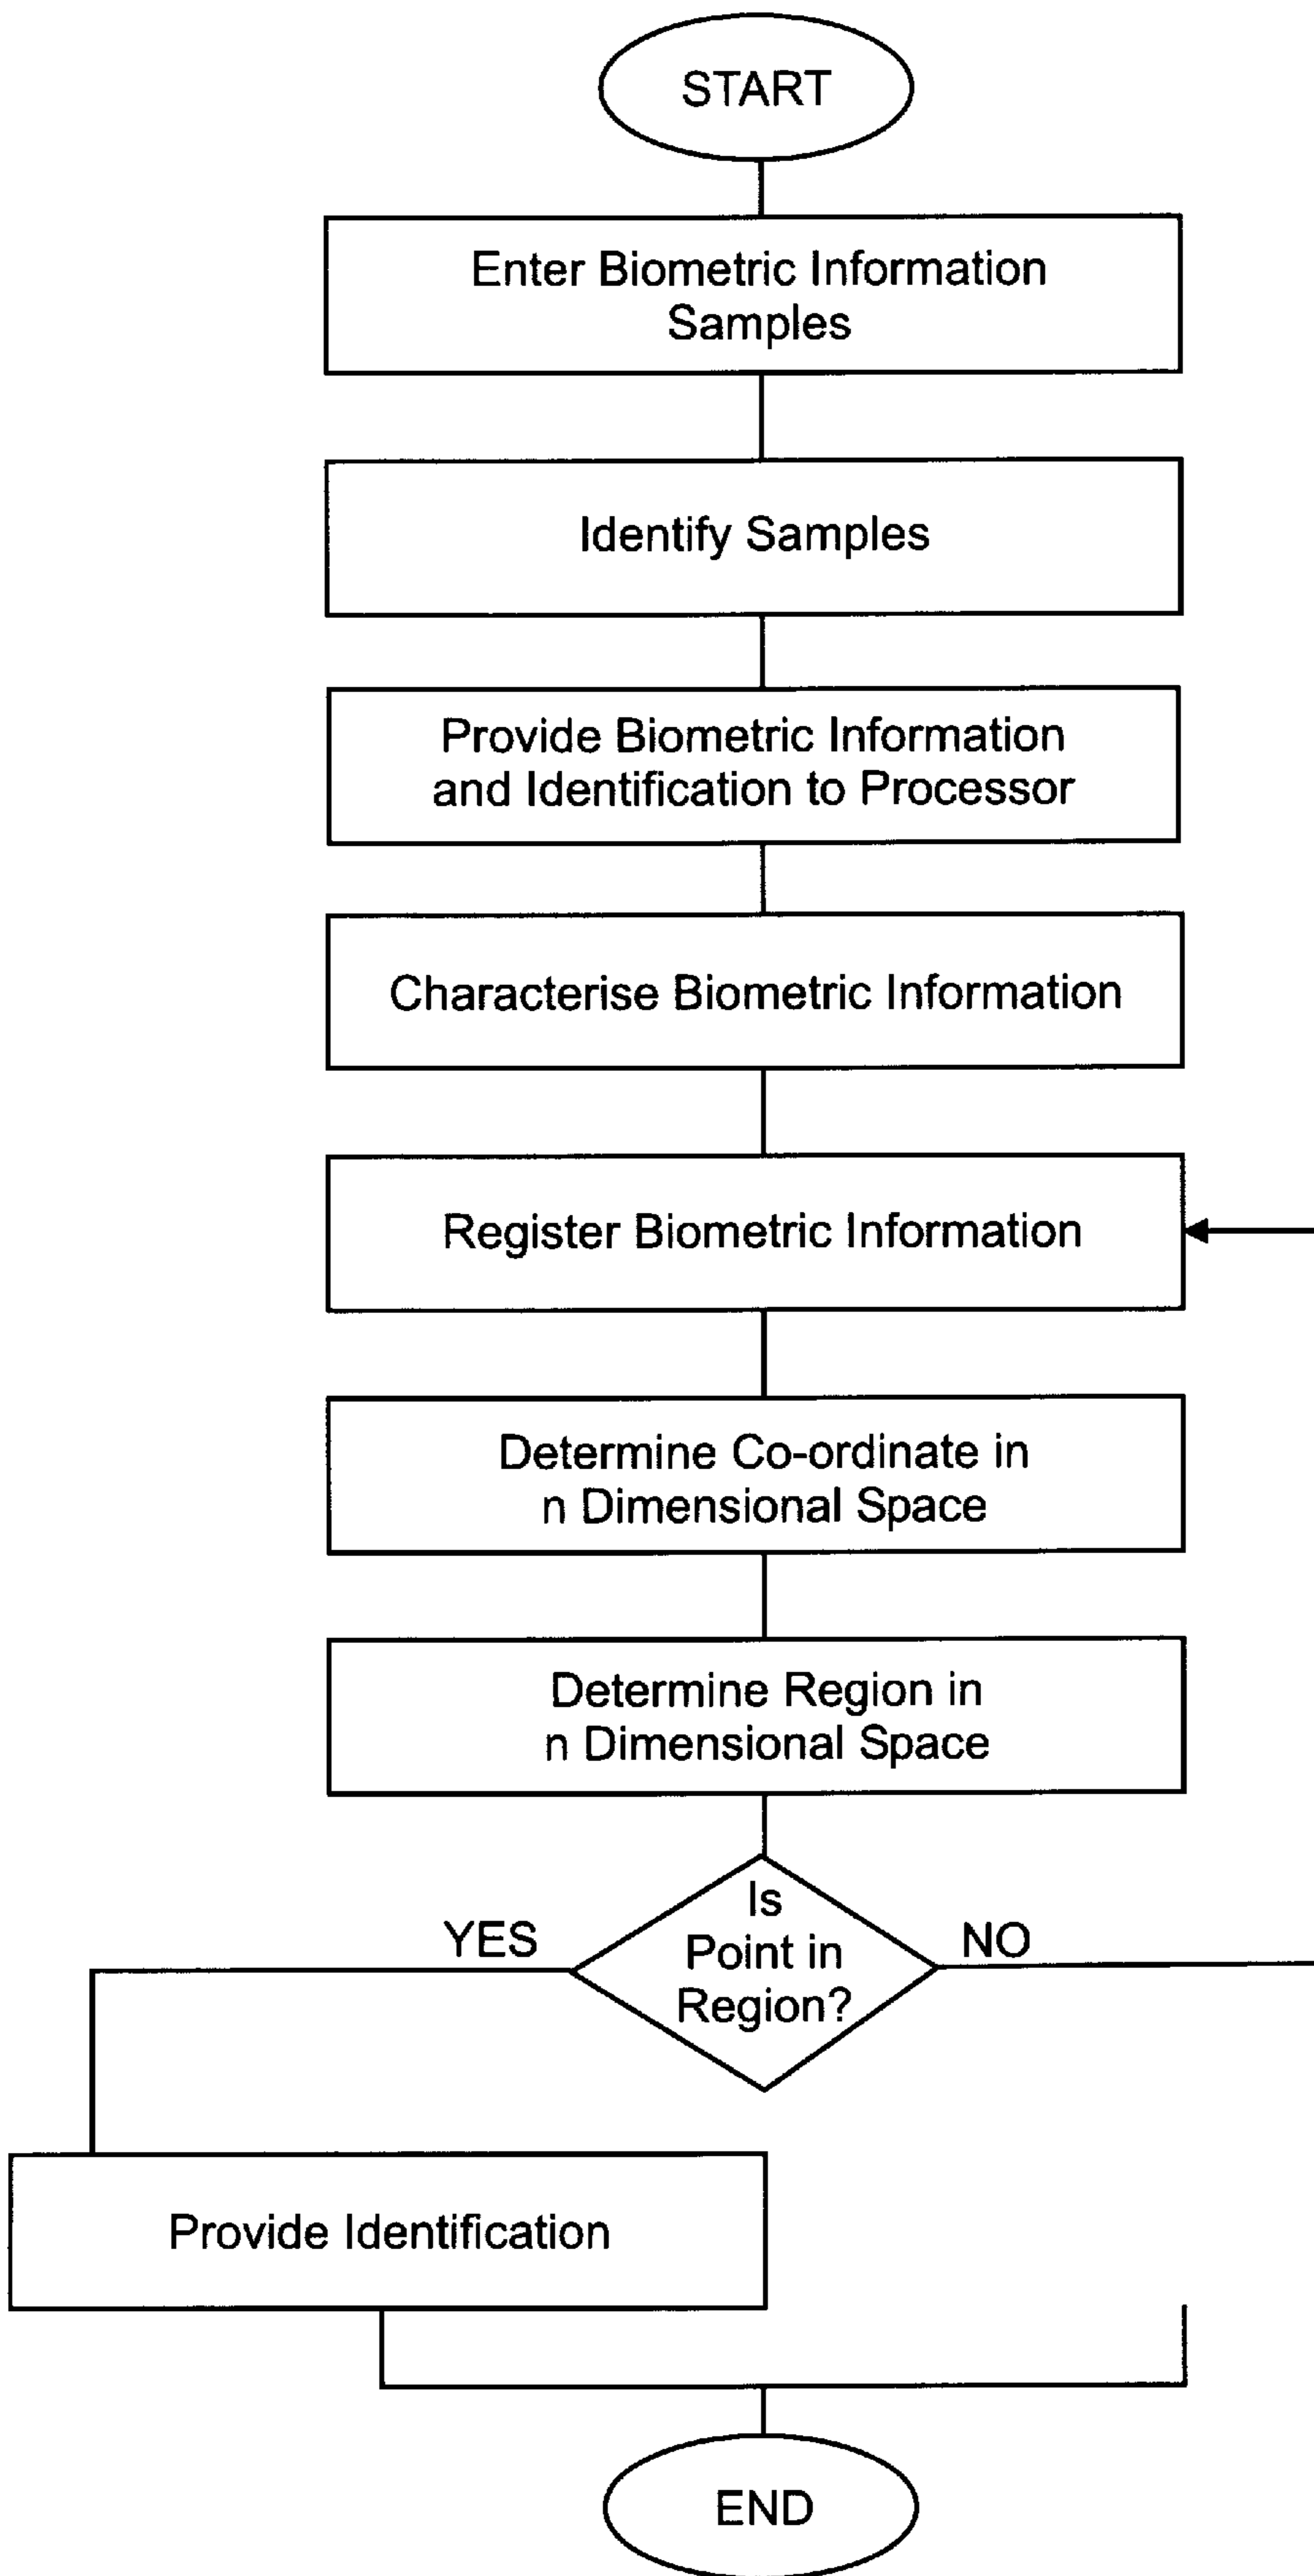 START
Enter Biometric Information
Samples
Identify Samples
Provide Biometric Information
and Identification to Processor
Characterise Biometric Information
Register Biometric Information
Determine Co-ordinate in
n Dimensional Space
Determine Region in
n Dimensional Space
Is
Point in
Region?
YES
NO
Provide Identification
END